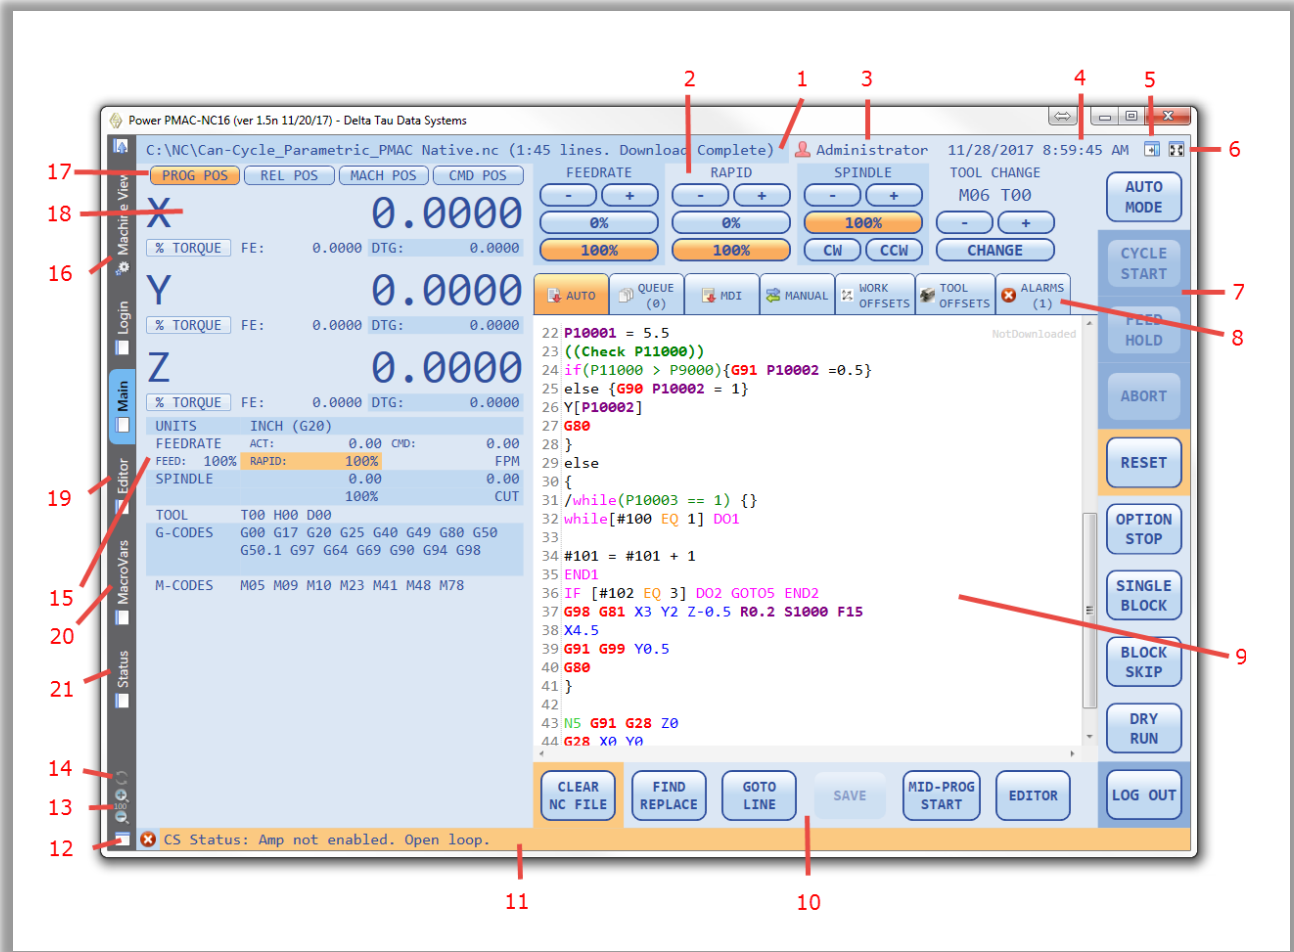 2 1 3 4 5
Power PMAC-NC16 (ver 1.5n 11/20/17) - Delta Tau Data Systems
C:\NC\Can-Cycle_Parametric_PMAC Native.nc (1:45 lines. Download Complete) Administrator 11/28/2017 8:59:45 AM
6
17
PROG POS REL POS MACH POS CMD POS
18
X 0.0000
% TORQUE FE: 0.0000 DTG: 0.0000
Y 0.0000
% TORQUE FE: 0.0000 DTG: 0.0000
Z 0.0000
% TORQUE FE: 0.0000 DTG: 0.0000
UNITS INCH (G20)
FEEDRATE ACT: 0.00 CMD: 0.00
FEED: 100% RAPID: 100% FPM
SPINDLE 0.00 0.00
100% CUT
TOOL T00 H00 D00
G-CODES G00 G17 G20 G25 G40 G49 G80 G50
G50.1 G97 G64 G69 G90 G94 G98
M-CODES M05 M09 M10 M23 M41 M48 M78
FEEDRATE
- +
0%
100%
RAPID
- +
0%
100%
SPINDLE
- +
100%
CW CCW
TOOL CHANGE
M06 T00
- +
CHANGE
AUTO
QUEUE
(0)
MDI
MANUAL
WORK
OFFSETS
TOOL
OFFSETS
ALARMS
(1)
NotDownloaded
22 P10001 = 5.5
23 ((Check P11000))
24 if(P11000 > P9000){G91 P10002 =0.5}
25 else {G90 P10002 = 1}
26 Y[P10002]
27 G80
28 }
29 else
30 {
31 /while(P10003 == 1) {}
32 while[#100 EQ 1] DO1
33
34 #101 = #101 + 1
35 END1
36 IF [#102 EQ 3] DO2 GOTO5 END2
37 G98 G81 X3 Y2 Z-0.5 R0.2 S1000 F15
38 X4.5
39 G91 G99 Y0.5
40 G80
41 }
42
43 N5 G91 G28 Z0
44 G28 X0 Y0
AUTO
MODE
CYCLE
START
FEED
HOLD
ABORT
RESET
OPTION
STOP
SINGLE
BLOCK
BLOCK
SKIP
DRY
RUN
LOG OUT
7
8
9
CLEAR
NC FILE
FIND
REPLACE
GOTO
LINE
SAVE
MID-PROG
START
EDITOR
CS Status: Amp not enabled. Open loop.
Machine View
Login
Main
Editor
MacroVars
Status
100
16
19
15
20
21
14
13
12
11
10